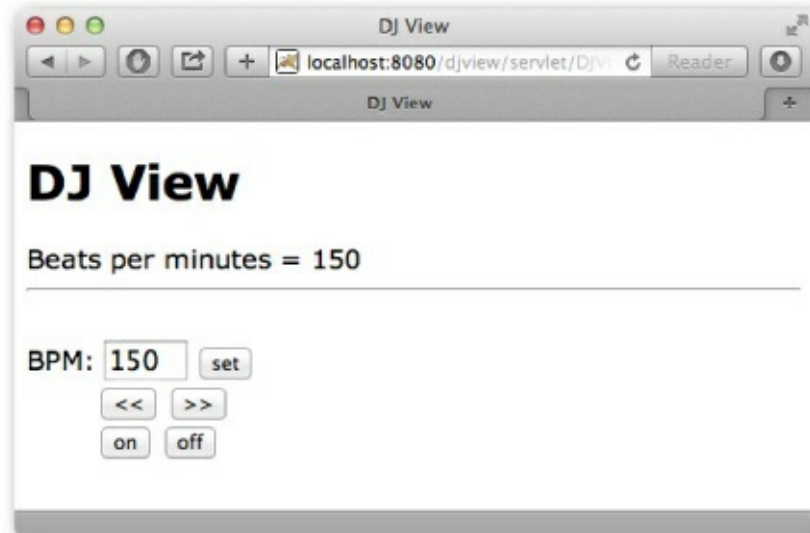 DJ View
localhost:8080/djview/servlet/DJV
Reader
DJ View
DJ View
Beats per minutes = 150
BPM: 150 set
<< >>
on off